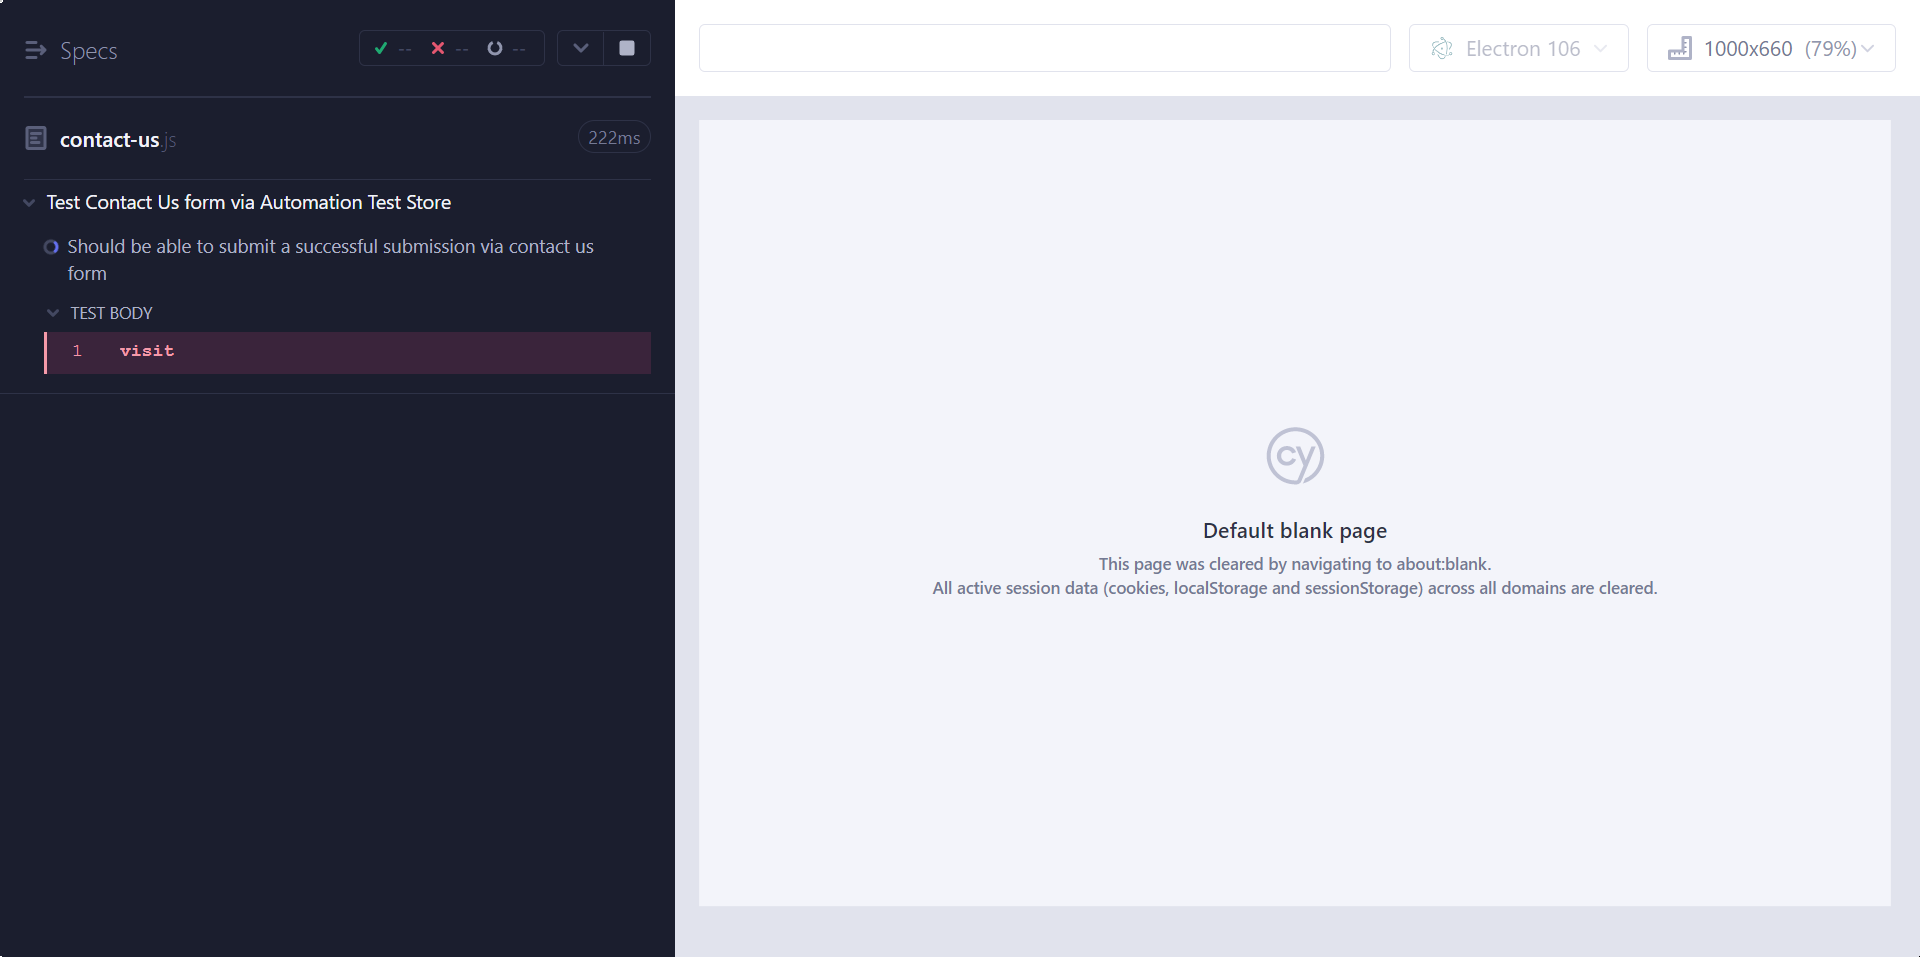 Specs
--
--
--
contact-us.js
222ms
Test Contact Us form via Automation Test Store
Should be able to submit a successful submission via contact us
form
TEST BODY
1 visit
Electron 106
1000x660 (79%)
cy
Default blank page
This page was cleared by navigating to about:blank.
All active session data (cookies, localStorage and sessionStorage) across all domains are cleared.